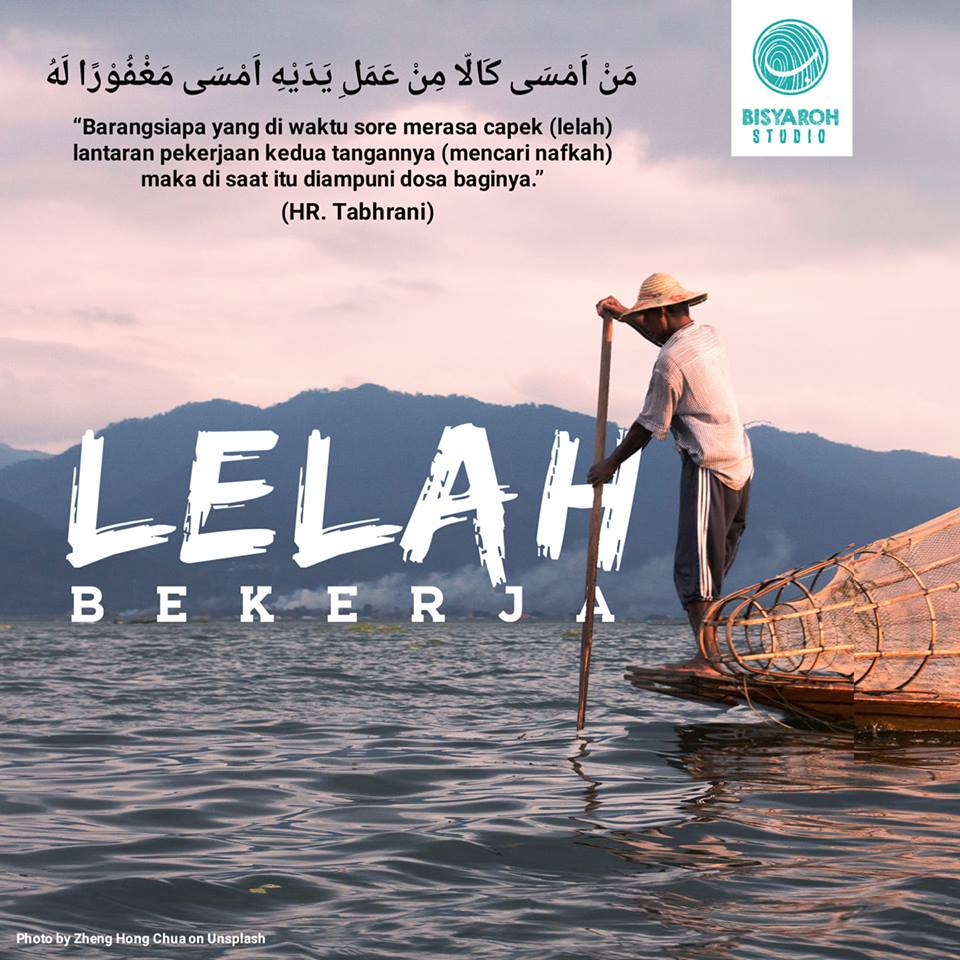 مَنْ اَمْسَى كَالًّا مِنْ عَمَلِ يَدَيْهِ اَمْسَى مَغْفُوْرًا لَهُ
“Barangsiapa yang di waktu sore merasa capek (lelah)
lantaran pekerjaan kedua tangannya (mencari nafkah)
maka di saat itu diampuni dosa baginya.”
(HR. Tabhrani)
BISYAROH
STUDIO
LELAH
BEKERJA
Photo by Zheng Hong Chua on Unsplash